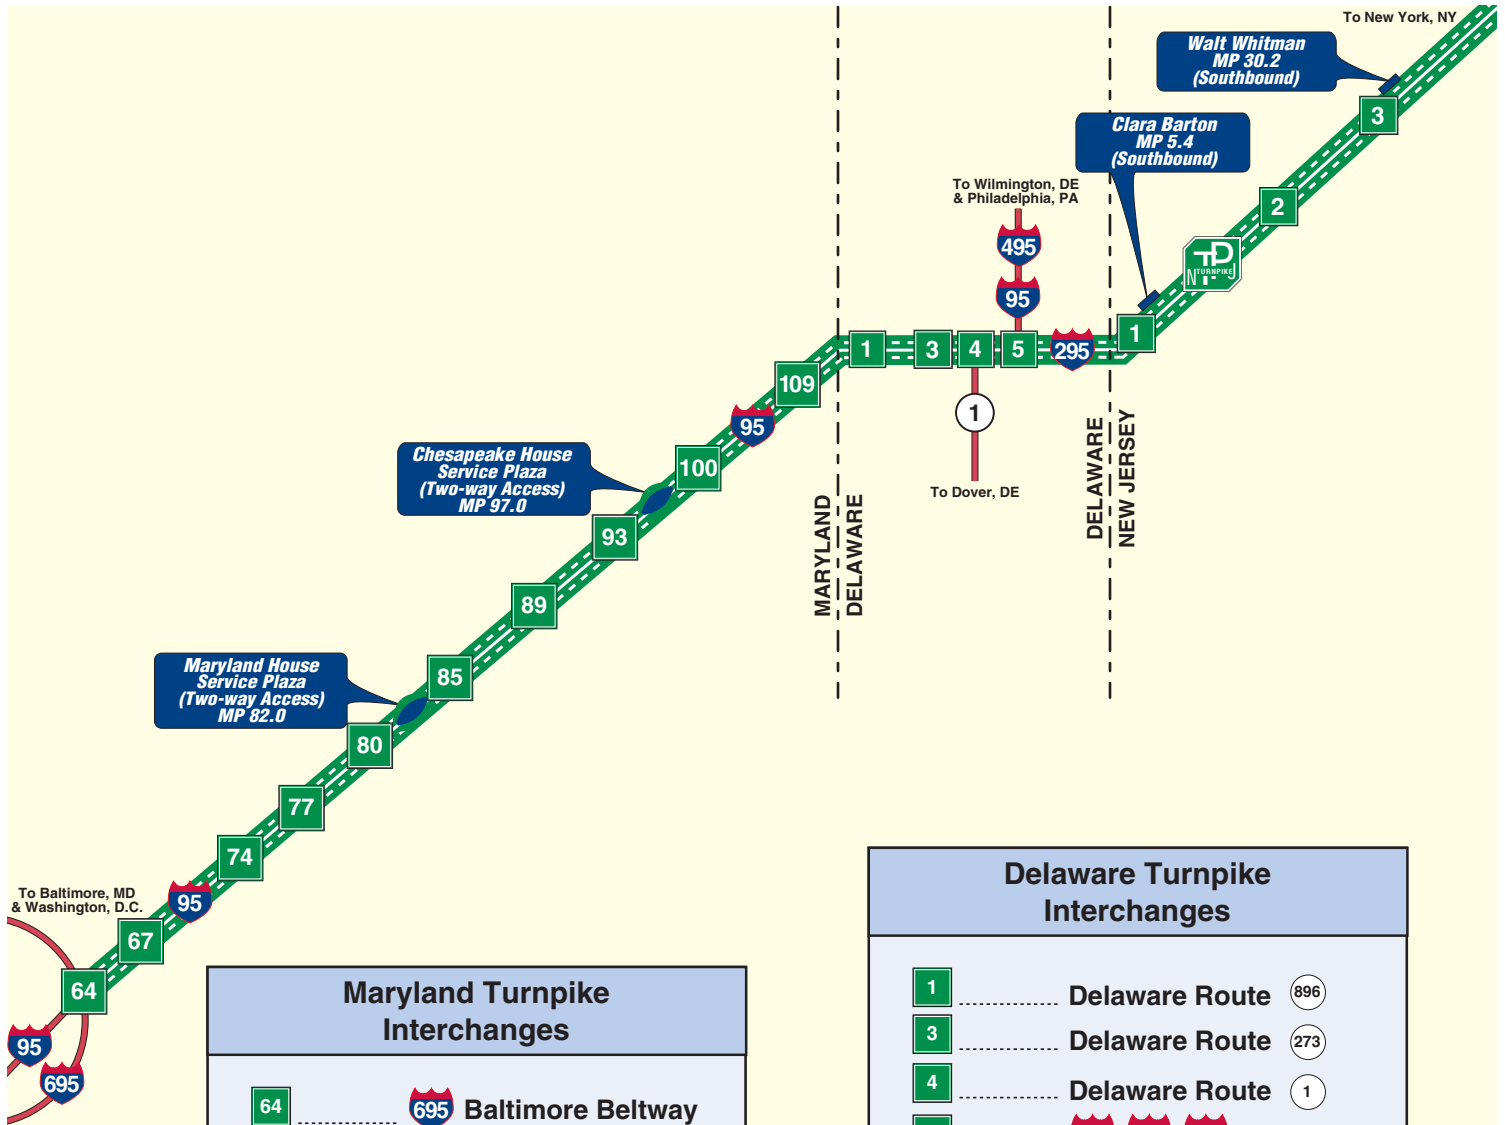 To New York, NY
Walt Whitman
MP 30.2
(Southbound)
3
Clara Barton
MP 5.4
(Southbound)
To Wilmington, DE
& Philadelphia, PA
2
495
TP
NJ
TURNPIKE
95
1
1
3
4
5
295
109
1
95
Chesapeake House
Service Plaza
(Two-way Access)
MP 97.0
100
To Dover, DE
DELAWARE
NEW JERSEY
MARYLAND
DELAWARE
93
89
Maryland House
Service Plaza
(Two-way Access)
MP 82.0
85
80
77
74
To Baltimore, MD
& Washington, D.C.
95
67
64
95
695
Maryland Turnpike
Interchanges
64 ............... 695 Baltimore Beltway
Delaware Turnpike
Interchanges
1 ............... Delaware Route 896
3 ............... Delaware Route 273
4 ............... Delaware Route 1